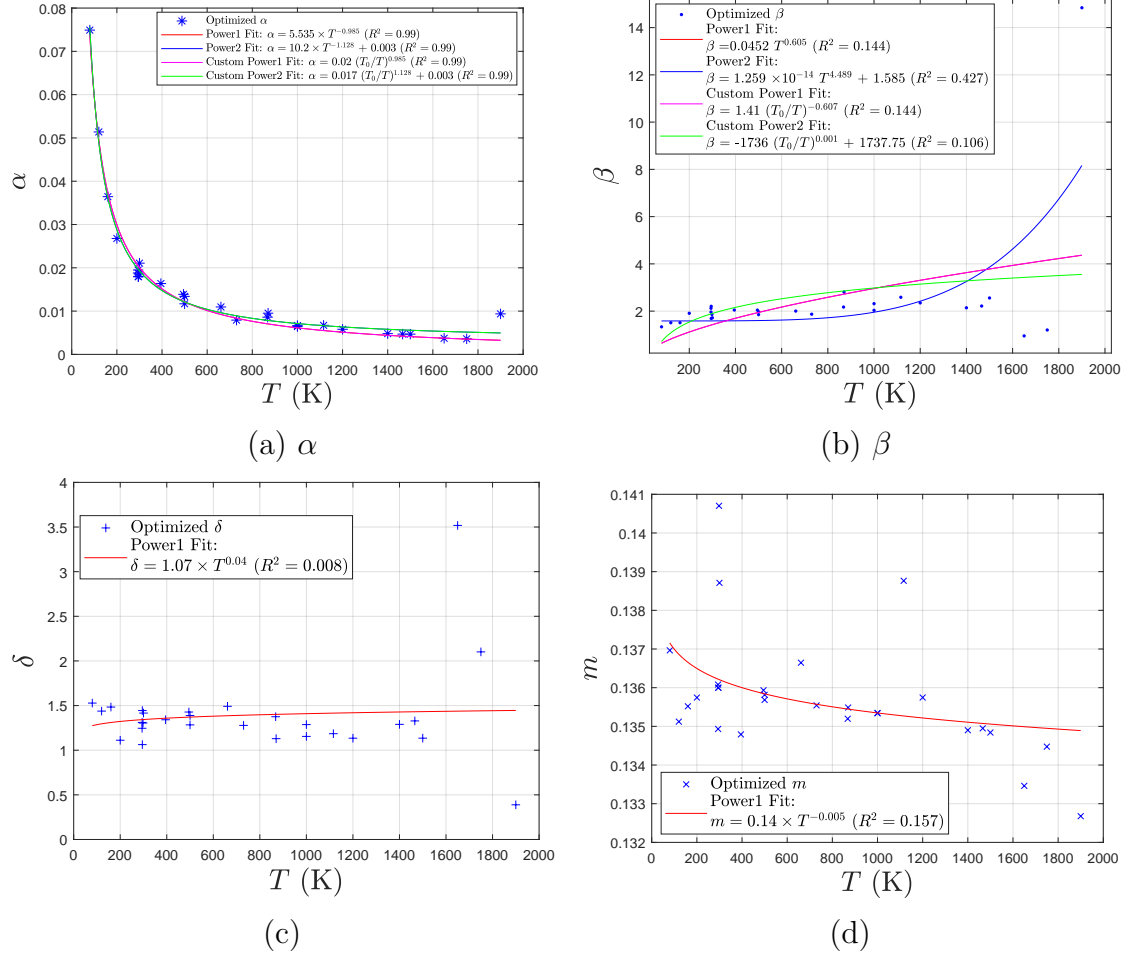 Optimized α
Power1 Fit: α = 5.535 × T^{-0.985} (R² = 0.99)
Power2 Fit: α = 10.2 × T^{-1.128} + 0.003 (R² = 0.99)
Custom Power1 Fit: α = 0.02 (T₀/T)^{0.985} (R² = 0.99)
Custom Power2 Fit: α = 0.017 (T₀/T)^{1.128} + 0.003 (R² = 0.99)
0.08
0.07
0.06
0.05
0.04
0.03
0.02
0.01
0
α
0 200 400 600 800 1000 1200 1400 1600 1800 2000
T (K)
(a) α
Optimized β
Power1 Fit:
β =0.0452 T^{0.605} (R² = 0.144)
Power2 Fit:
β = 1.259 ×10^{-14} T^{4.489} + 1.585 (R² = 0.427)
Custom Power1 Fit:
β = 1.41 (T₀/T)^{-0.607} (R² = 0.144)
Custom Power2 Fit:
β = -1736 (T₀/T)^{0.001} + 1737.75 (R² = 0.106)
14
12
10
8
6
4
2
β
200 400 600 800 1000 1200 1400 1600 1800 2000
T (K)
(b) β
Optimized δ
Power1 Fit:
δ = 1.07 × T^{0.04} (R² = 0.008)
4
3.5
3
2.5
2
1.5
1
0.5
0
δ
0 200 400 600 800 1000 1200 1400 1600 1800 2000
T (K)
(c)
0.141
0.14
0.139
0.138
0.137
0.136
0.135
0.134
0.133
0.132
m
Optimized m
Power1 Fit:
m = 0.14 × T^{-0.005} (R² = 0.157)
0 200 400 600 800 1000 1200 1400 1600 1800 2000
T (K)
(d)